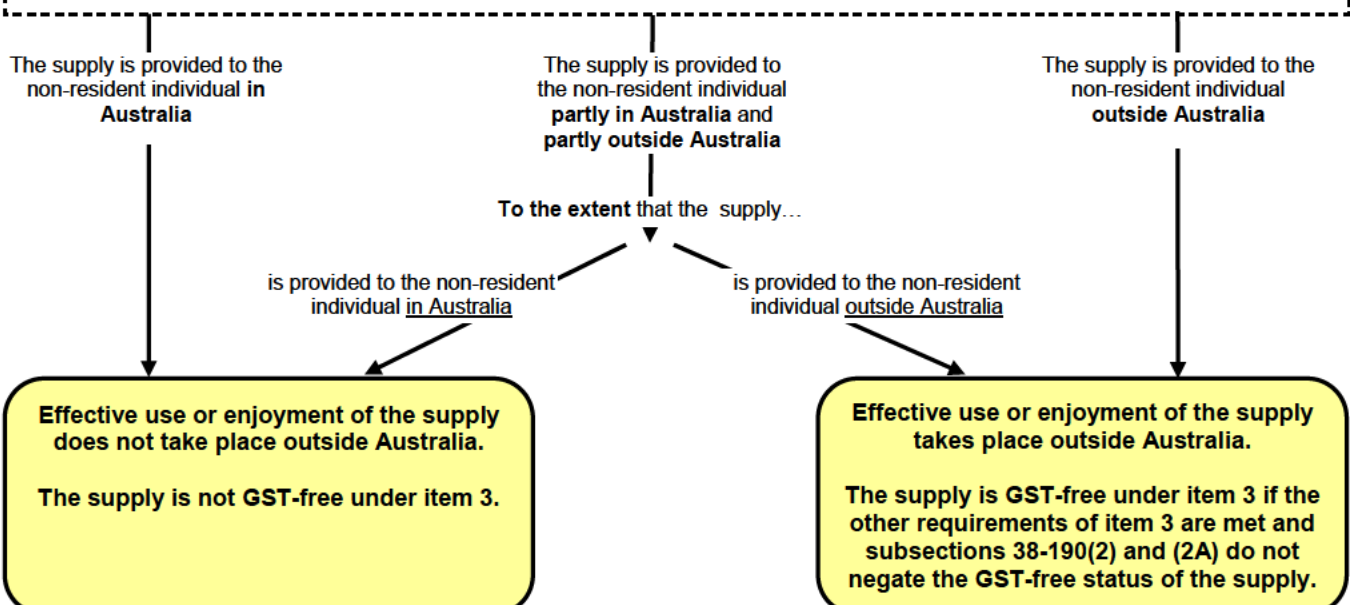 The supply is provided to the
non-resident individual in
Australia
The supply is provided to
the non-resident individual
partly in Australia and
partly outside Australia
The supply is provided to the
non-resident individual
outside Australia
To the extent that the supply…
is provided to the non-resident
individual in Australia
is provided to the non-resident
individual outside Australia
Effective use or enjoyment of the supply
does not take place outside Australia.
The supply is not GST-free under item 3.
Effective use or enjoyment of the supply
takes place outside Australia.
The supply is GST-free under item 3 if the
other requirements of item 3 are met and
subsections 38-190(2) and (2A) do not
negate the GST-free status of the supply.